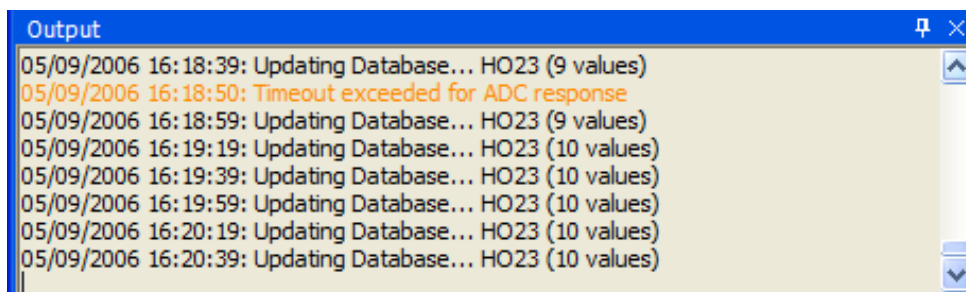 Output
05/09/2006 16:18:39: Updating Database... HO23 (9 values)
05/09/2006 16:18:50: Timeout exceeded for ADC response
05/09/2006 16:18:59: Updating Database... HO23 (9 values)
05/09/2006 16:19:19: Updating Database... HO23 (10 values)
05/09/2006 16:19:39: Updating Database... HO23 (10 values)
05/09/2006 16:19:59: Updating Database... HO23 (10 values)
05/09/2006 16:20:19: Updating Database... HO23 (10 values)
05/09/2006 16:20:39: Updating Database... HO23 (10 values)